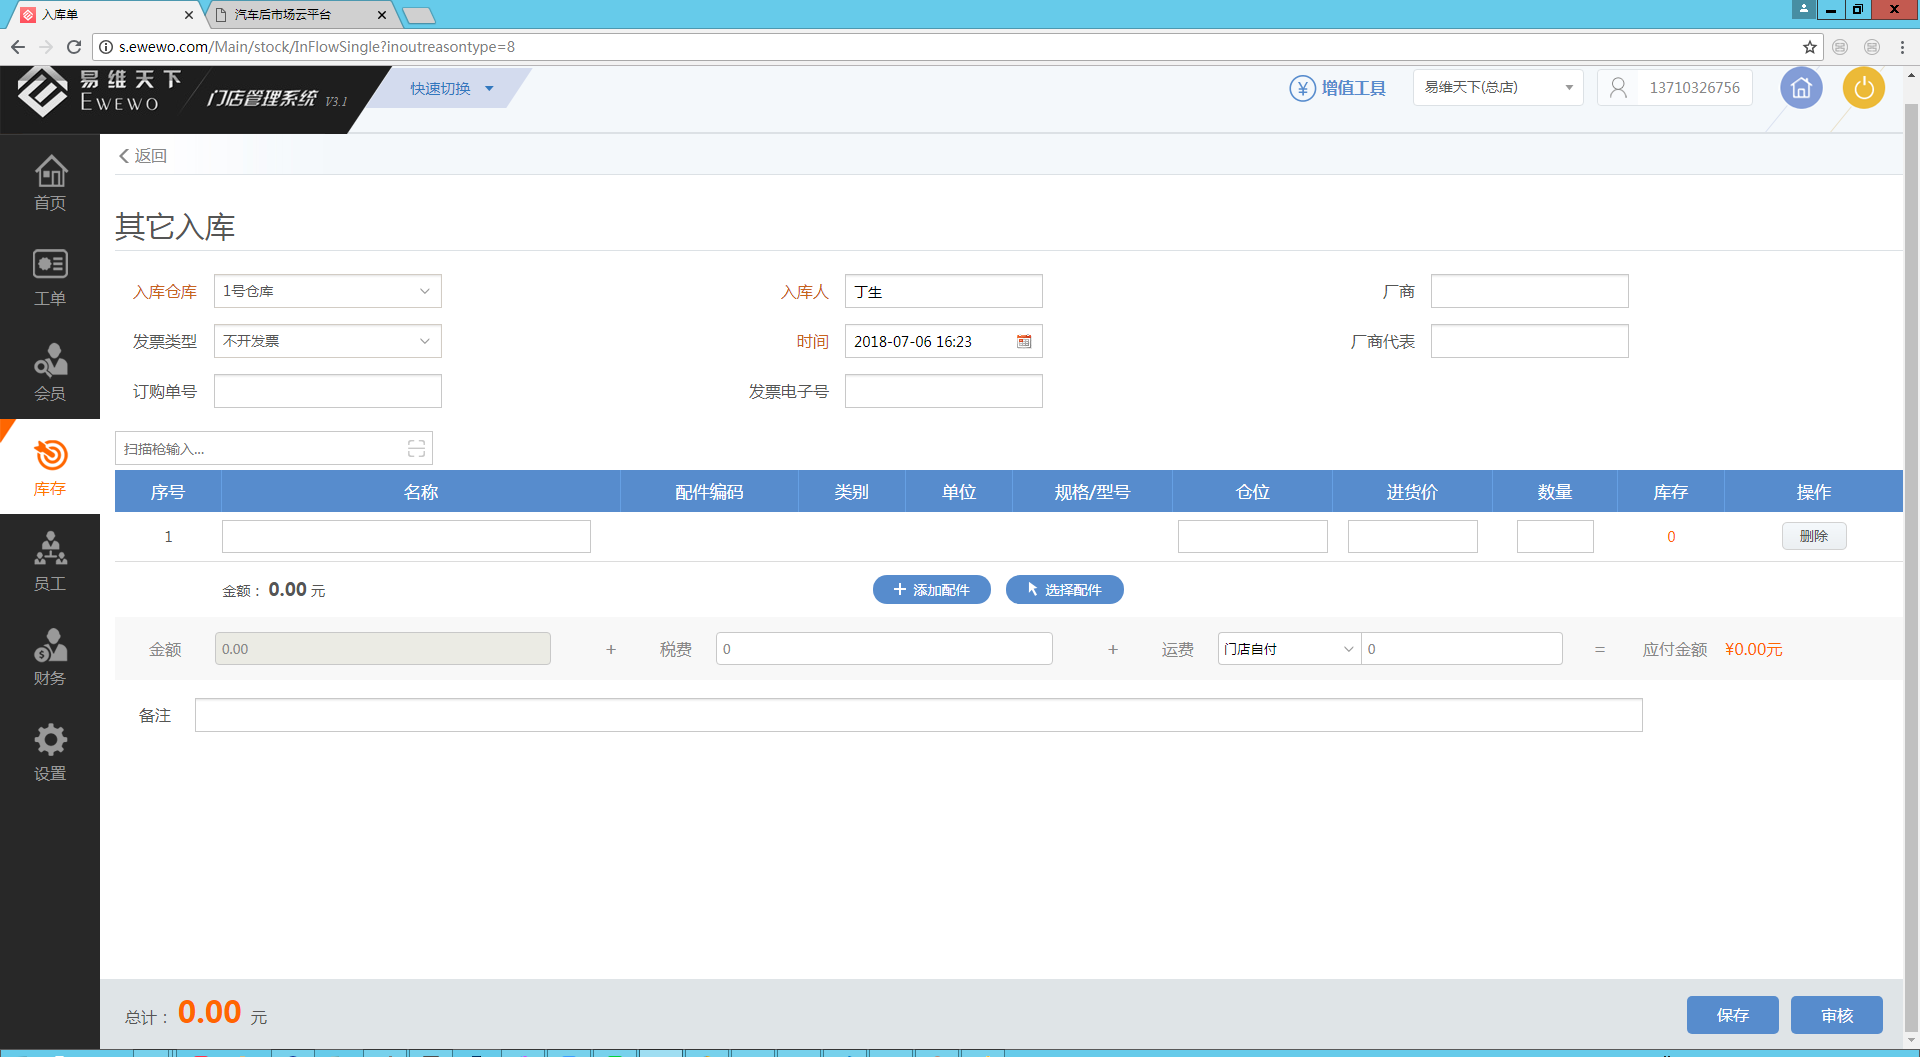 入库单
汽车后市场云平台
s.ewewo.com/Main/stock/InFlowSingle?inoutreasontype=8
易维天下
EWEWO
门店管理系统 V3.1
快速切换
增值工具
易维天下(总店)
13710326756
返回
首页
工单
会员
库存
员工
财务
设置
其它入库
入库仓库 1号仓库
入库人 丁生
厂商
发票类型 不开发票
时间 2018-07-06 16:23
厂商代表
订购单号
发票电子号
扫描枪输入...
序号 名称 配件编码 类别 单位 规格/型号 仓位 进货价 数量 库存 操作
1 0 删除
金额： 0.00 元
添加配件 选择配件
金额 0.00 + 税费 0 + 运费 门店自付 0 = 应付金额 ¥0.00元
备注
总计： 0.00 元
保存 审核